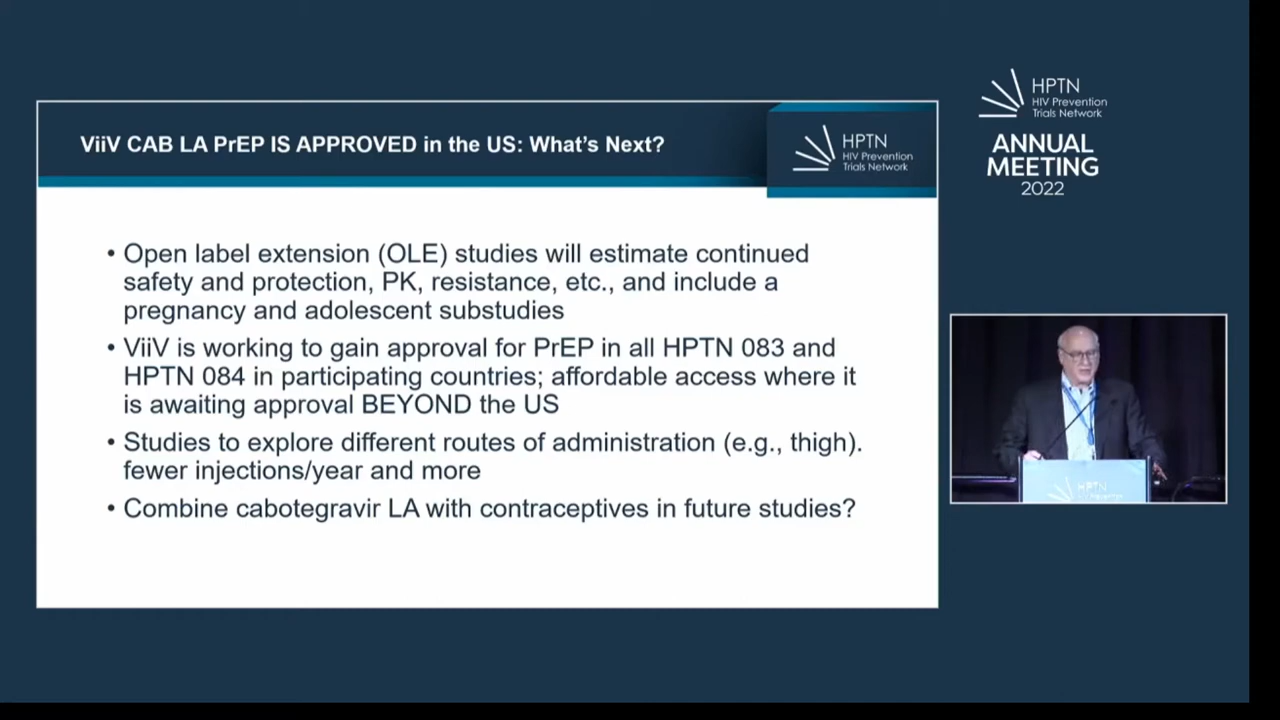 ViiV CAB LA PrEP IS APPROVED in the US: What's Next?
HPTN
HIV Prevention
Trials Network
• Open label extension (OLE) studies will estimate continued
safety and protection, PK, resistance, etc., and include a
pregnancy and adolescent substudies
• ViiV is working to gain approval for PrEP in all HPTN 083 and
HPTN 084 in participating countries; affordable access where it
is awaiting approval BEYOND the US
• Studies to explore different routes of administration (e.g., thigh).
fewer injections/year and more
• Combine cabotegravir LA with contraceptives in future studies?
HPTN
HIV Prevention
Trials Network
ANNUAL
MEETING
2022
HPTN